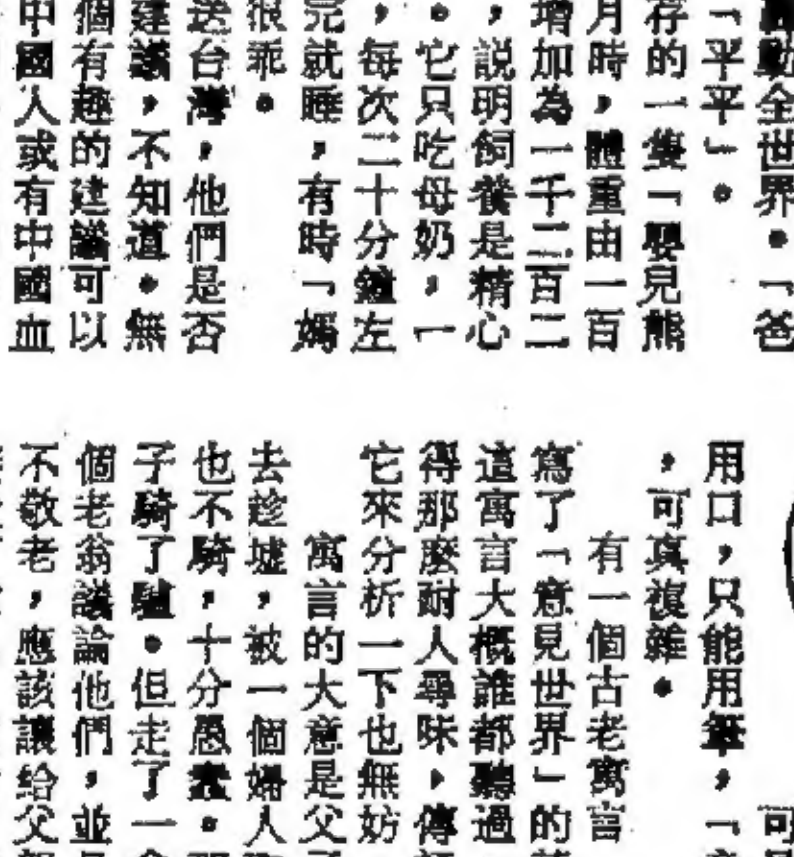 動全世界。「爸
「平平」。
存的一隻「嬰兒熊
月時，體重由一百
增加為一千二百二
，說明飼養是精心
。它只吃母奶，一
，每次二十分鐘左
完就睡，有時「媽
很乖。
送台灣，他們是否
建議，不知道。無
個有趣的建議可以
中國人或有中國血
可
用口，只能用筆，「
，可真複雜。
有一個古老寓言
寫了「意見世界」的
這寓言大概誰都聽過
得那麼耐人尋味，傳
它來分析一下也無妨
寓言的大意是父子
去趁墟，被一個婦人
也不騎，十分愚蠢。
子騎了驢。但走了一
個老翁議論他們，並
不敬老，應該讓給父